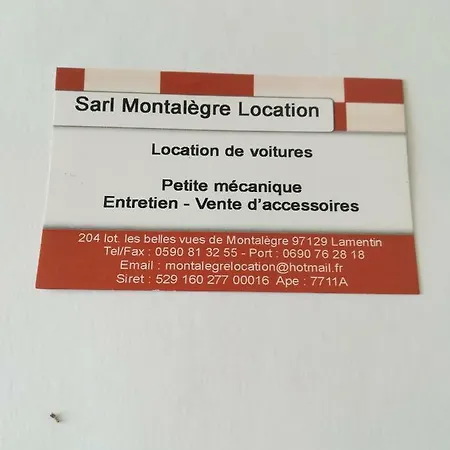 Sarl Montalègre Location
Location de voitures
Petite mécanique
Entretien - Vente d'accessoires
204 lot. les belles vues de Montalègre 97129 Lamentin
Tel/Fax : 0590 81 32 55 - Port : 0690 76 28 18
Email : montalegrelocation@hotmail.fr
Siret : 529 160 277 00016 Ape : 7711A